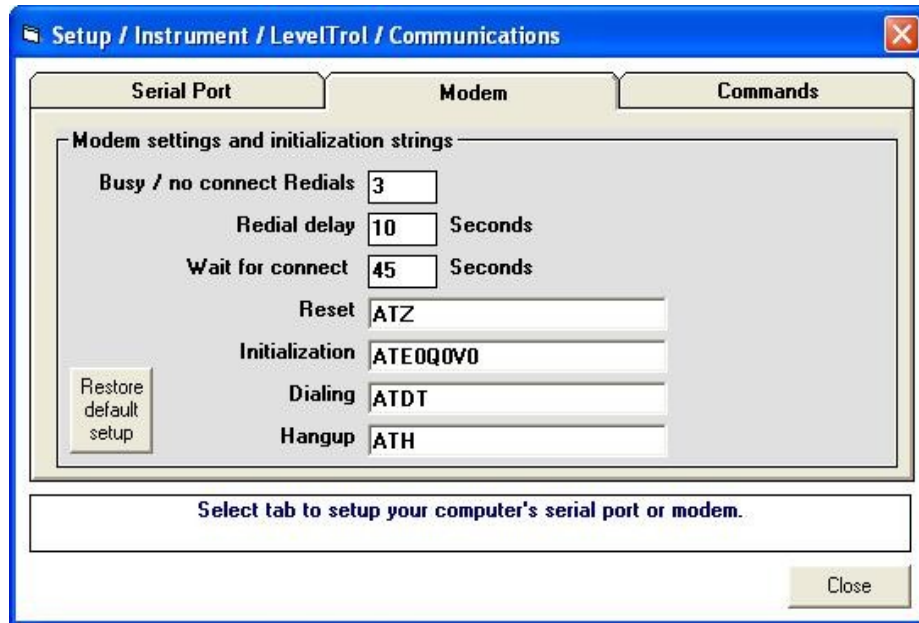 Setup / Instrument / LevelTrol / Communications
Serial Port Modem Commands
Modem settings and initialization strings
Busy / no connect Redials 3
Redial delay 10 Seconds
Wait for connect 45 Seconds
Reset ATZ
Initialization ATE0Q0V0
Dialing ATDT
Hangup ATH
Restore
default
setup
Select tab to setup your computer's serial port or modem.
Close